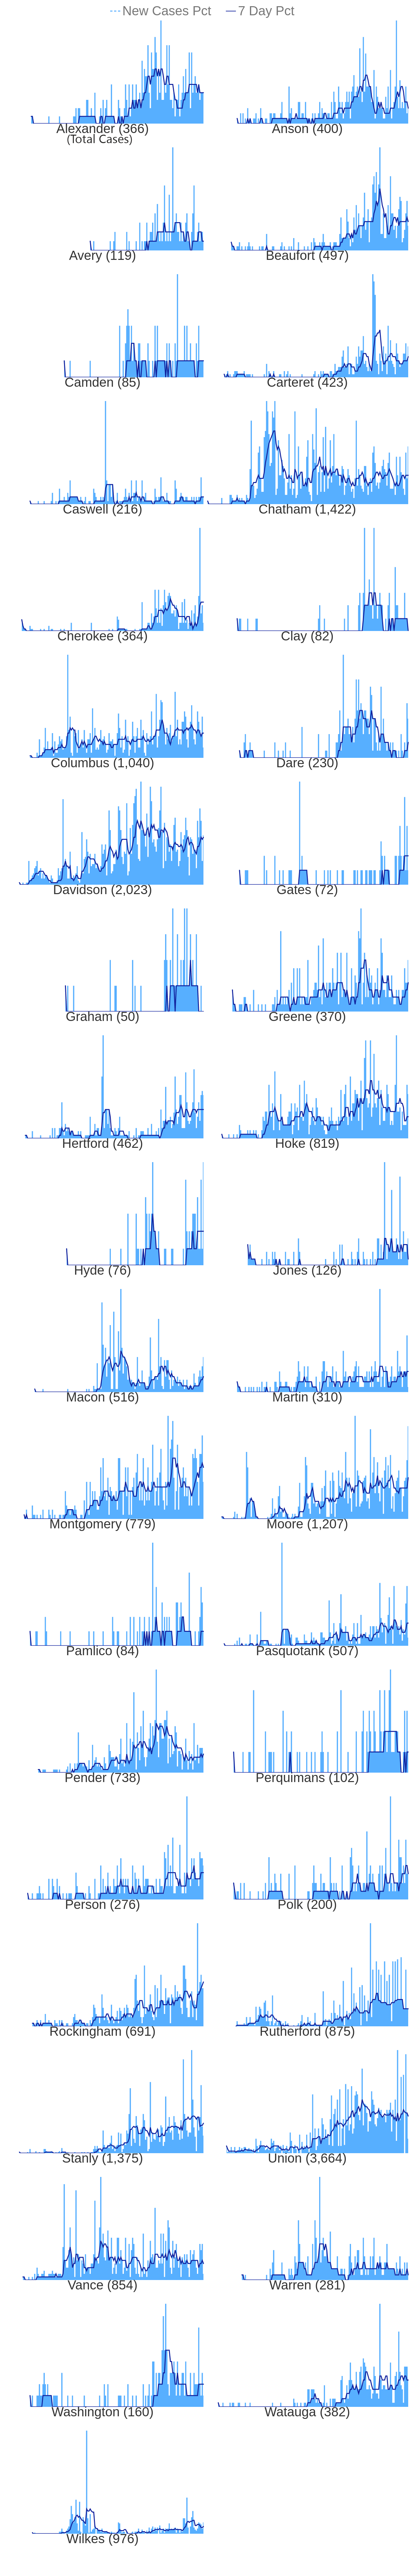 New Cases Pct 7 Day Pct
Alexander (366) Anson (400)
(Total Cases)
Avery (119) Beaufort (497)
Camden (85) Carteret (423)
Caswell (216) Chatham (1,422)
Cherokee (364) Clay (82)
Columbus (1,040) Dare (230)
Davidson (2,023) Gates (72)
Graham (50) Greene (370)
Hertford (462) Hoke (819)
Hyde (76) Jones (126)
Macon (516) Martin (310)
Montgomery (779) Moore (1,207)
Pamlico (84) Pasquotank (507)
Pender (738) Perquimans (102)
Person (276) Polk (200)
Rockingham (691) Rutherford (875)
Stanly (1,375) Union (3,664)
Vance (854) Warren (281)
Washington (160) Watauga (382)
Wilkes (976)